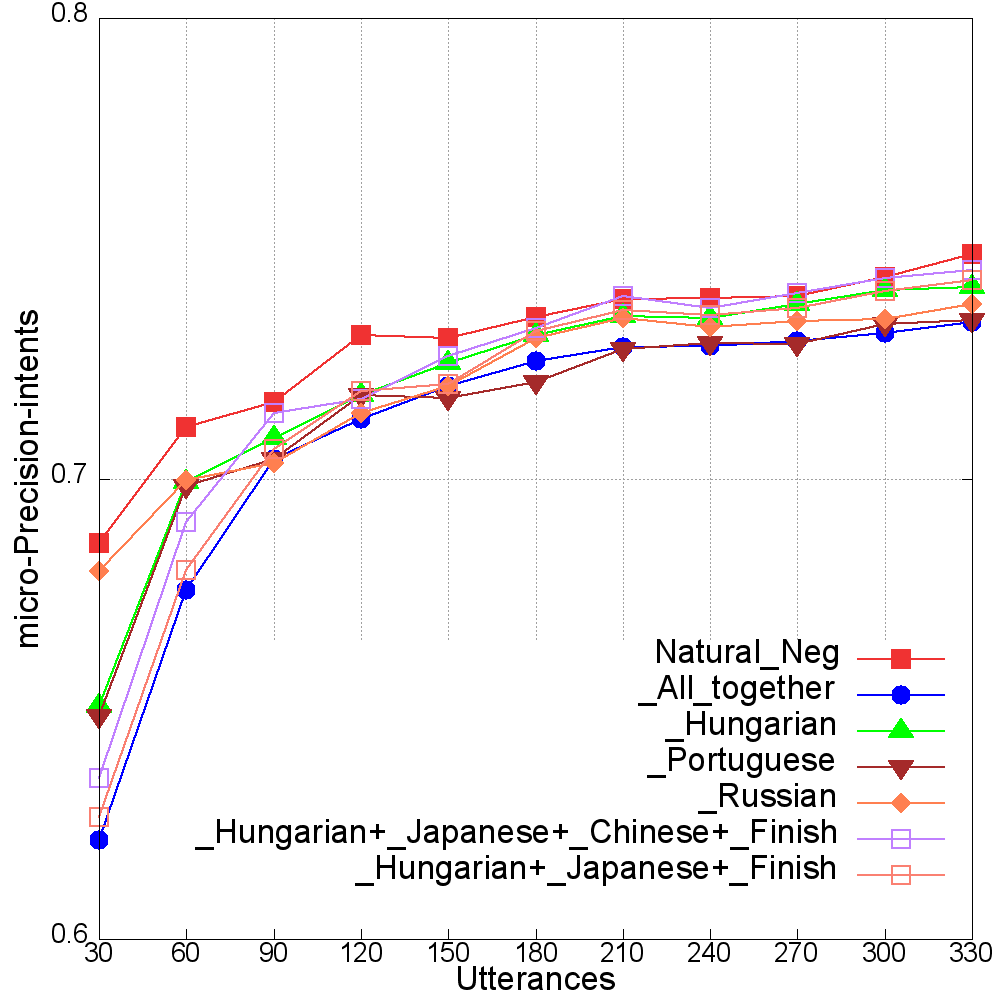 0.8
0.7
0.6
micro-Precision-intents
Natural_Neg
_All_together
_Hungarian
_Portuguese
_Russian
_Hungarian+_Japanese+_Chinese+_Finish
_Hungarian+_Japanese+_Finish
30 60 90 120 150 180 210 240 270 300 330
Utterances